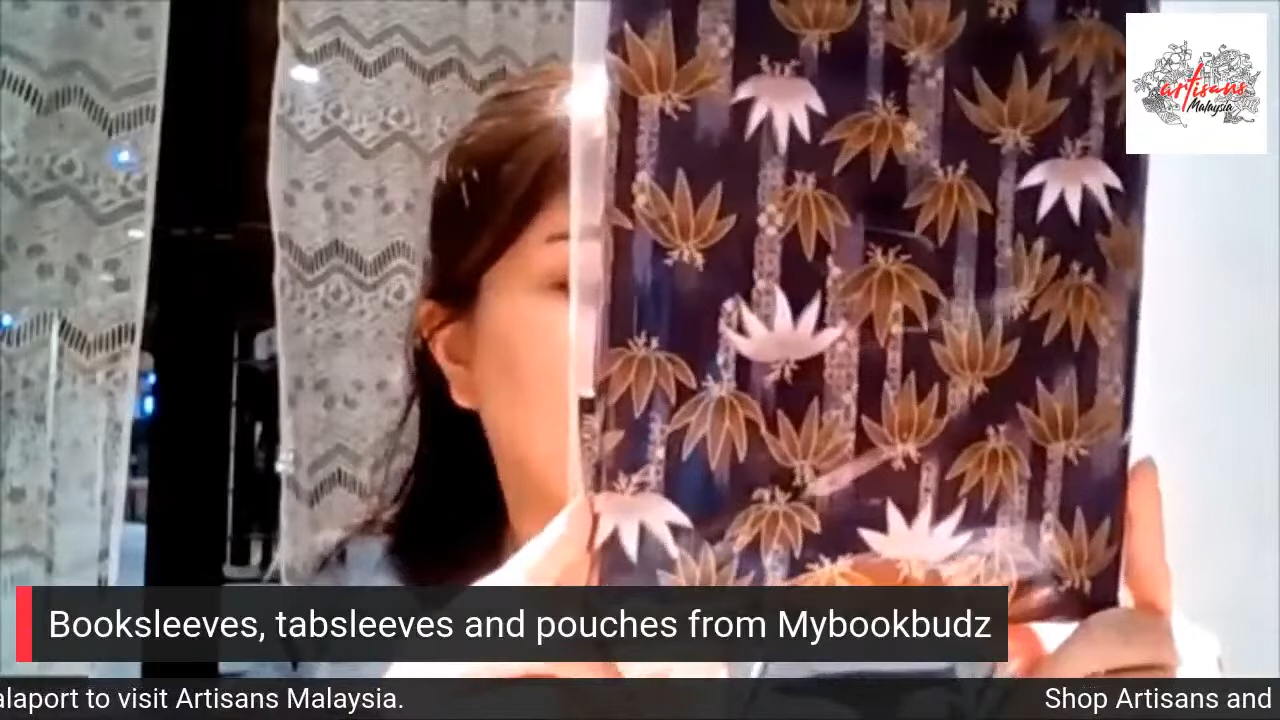 artisans
Malaysia
Booksleeves, tabsleeves and pouches from Mybookbudz
alaport to visit Artisans Malaysia.
Shop Artisans and